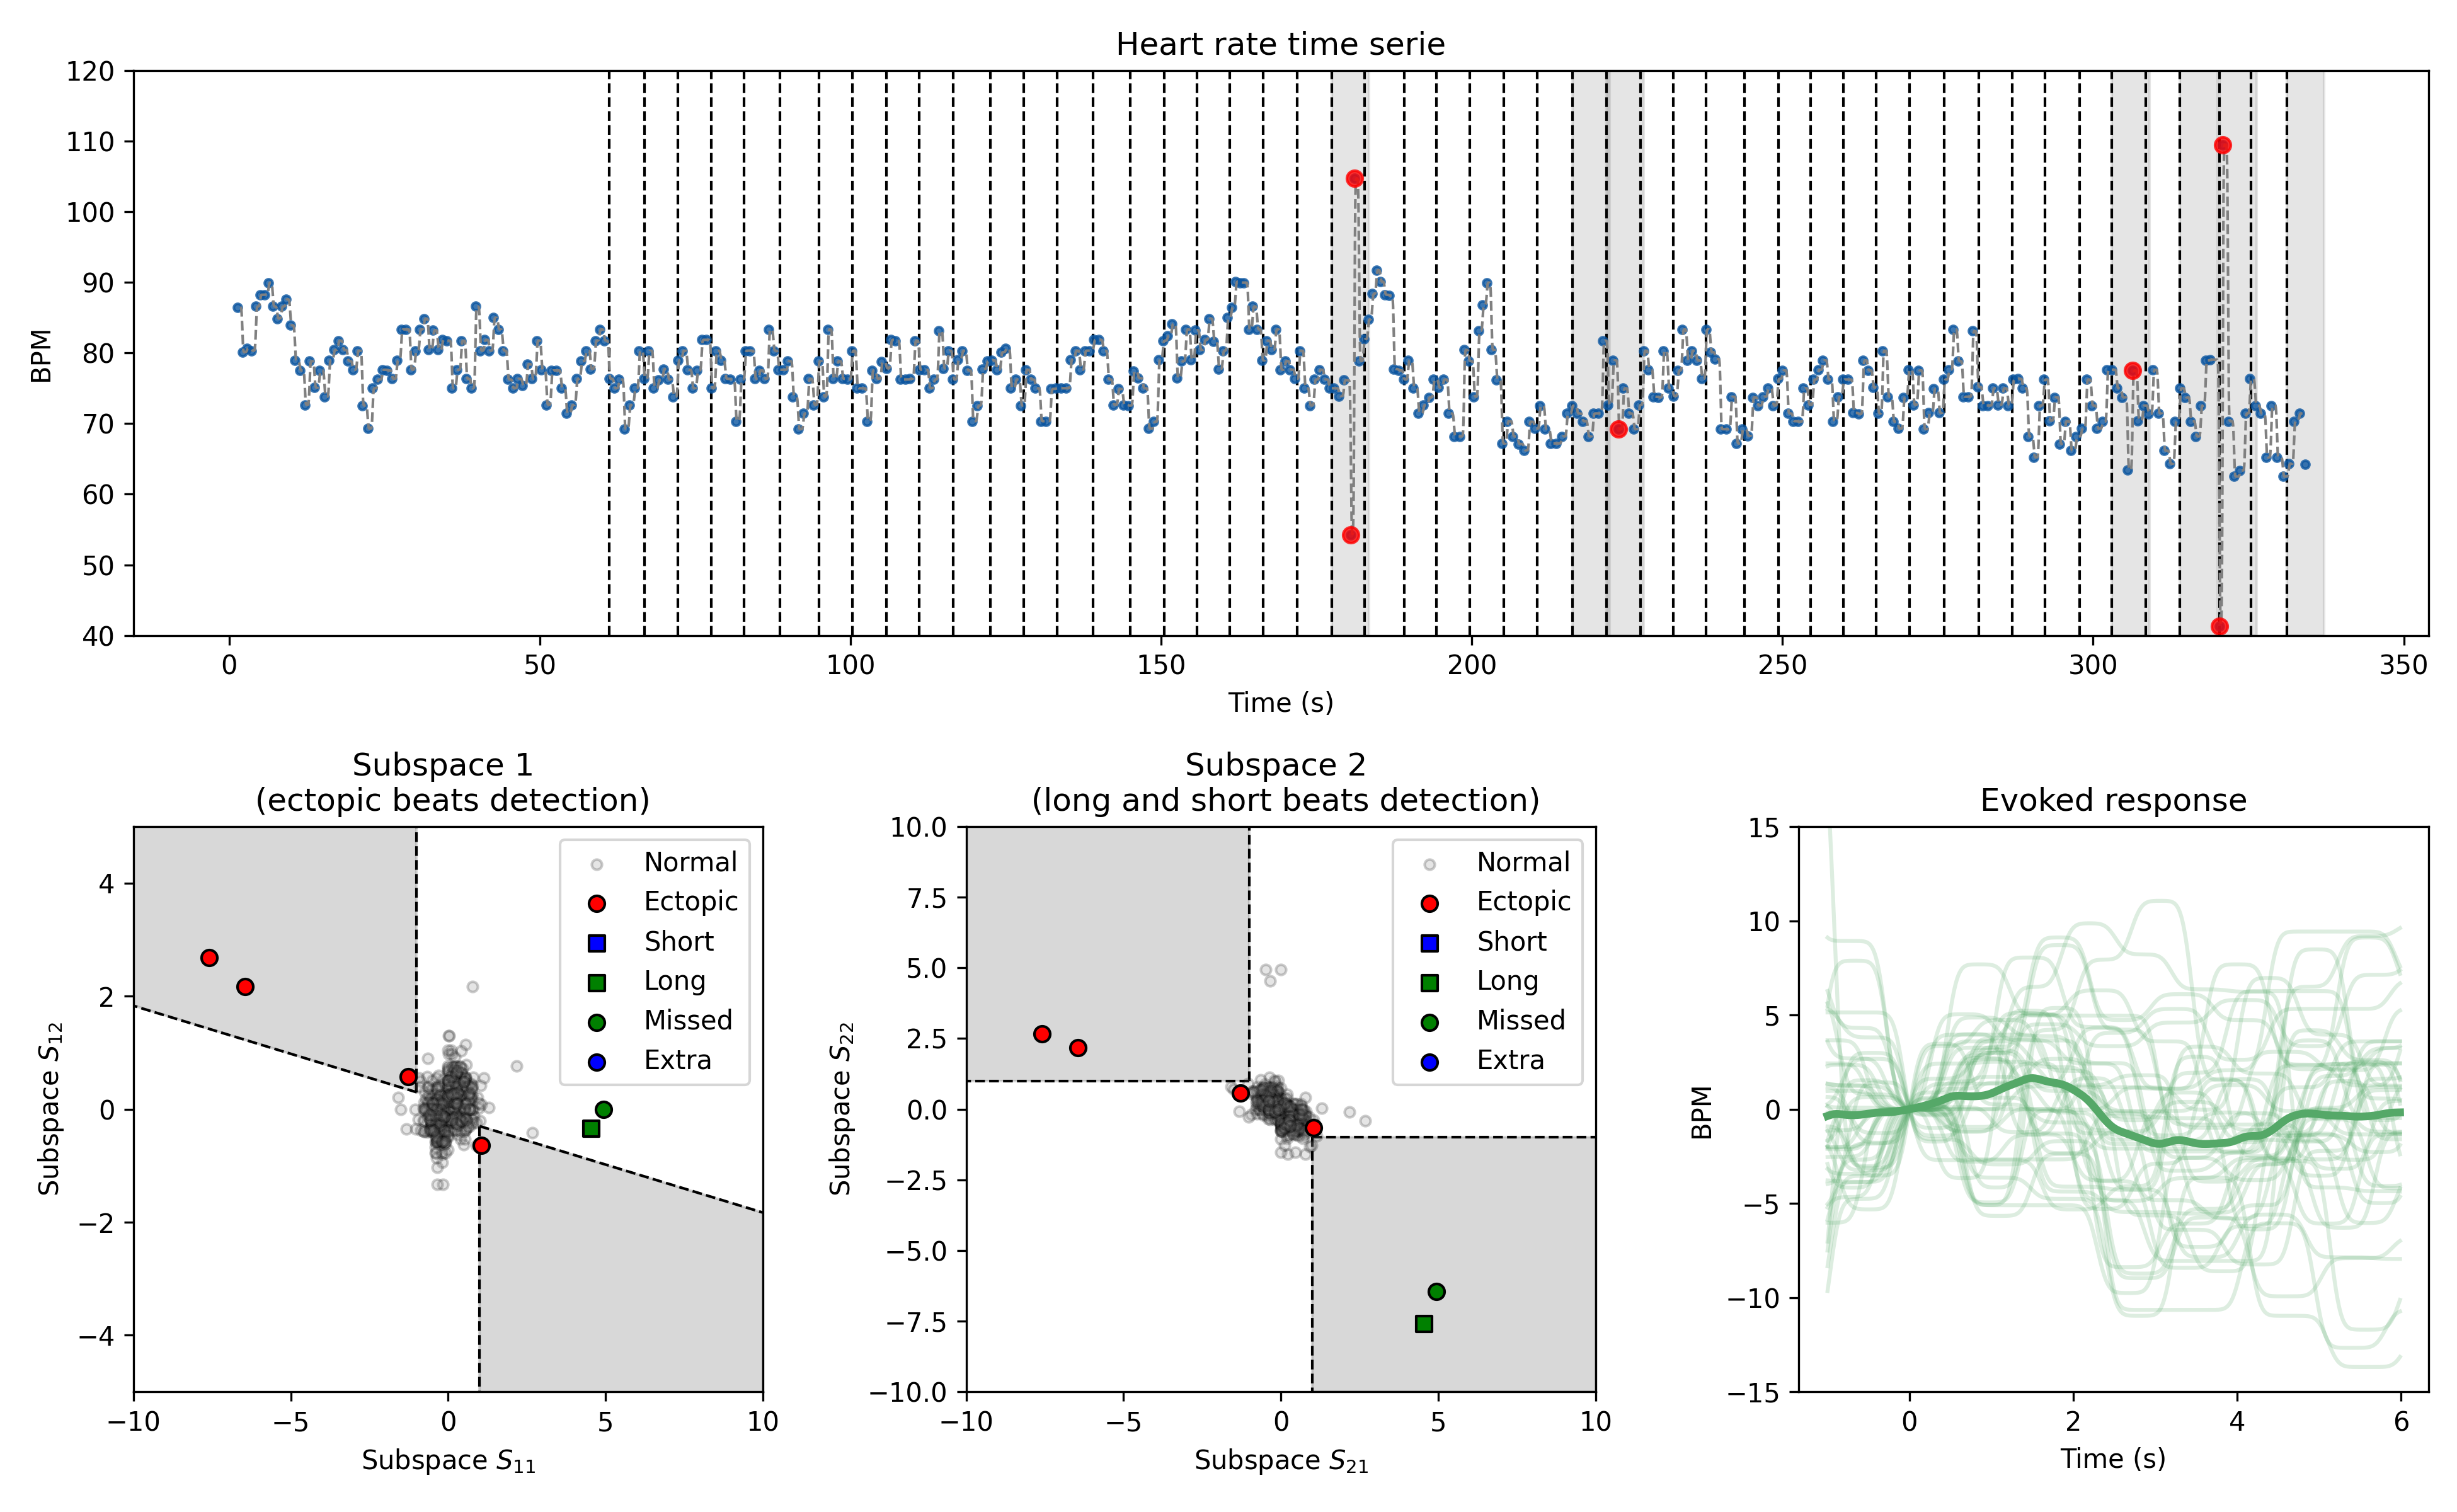 Heart rate time serie
120
110
100
90
80
70
60
50
40
BPM
0 50 100 150 200 250 300 350
Time (s)
Subspace 1
(ectopic beats detection)
4
2
0
−2
−4
Subspace S₁₂
Normal
Ectopic
Short
Long
Missed
Extra
−10 −5 0 5 10
Subspace S₁₁
Subspace 2
(long and short beats detection)
10.0
7.5
5.0
2.5
0.0
−2.5
−5.0
−7.5
−10.0
Subspace S₂₂
Normal
Ectopic
Short
Long
Missed
Extra
−10 −5 0 5 10
Subspace S₂₁
Evoked response
15
10
5
0
−5
−10
−15
BPM
0 2 4 6
Time (s)